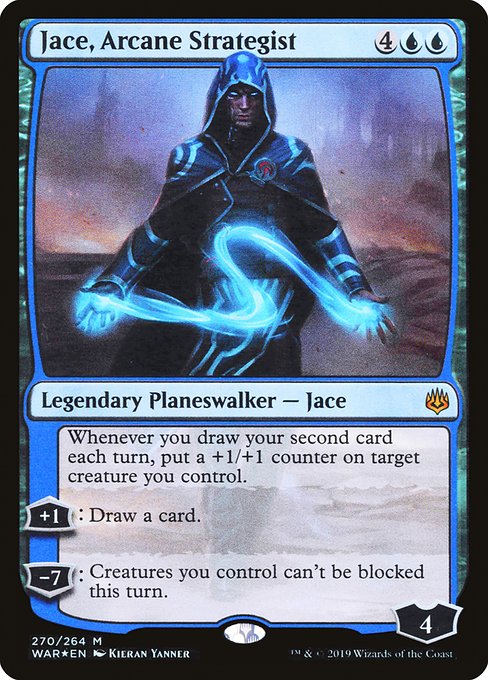 Jace, Arcane Strategist 4
Legendary Planeswalker — Jace
Whenever you draw your second card
each turn, put a +1/+1 counter on target
creature you control.
+1 : Draw a card.
-7 : Creatures you control can't be blocked
this turn.
4
270/264 M
WAR★EN Kieran Yanner ™ & © 2019 Wizards of the Coast